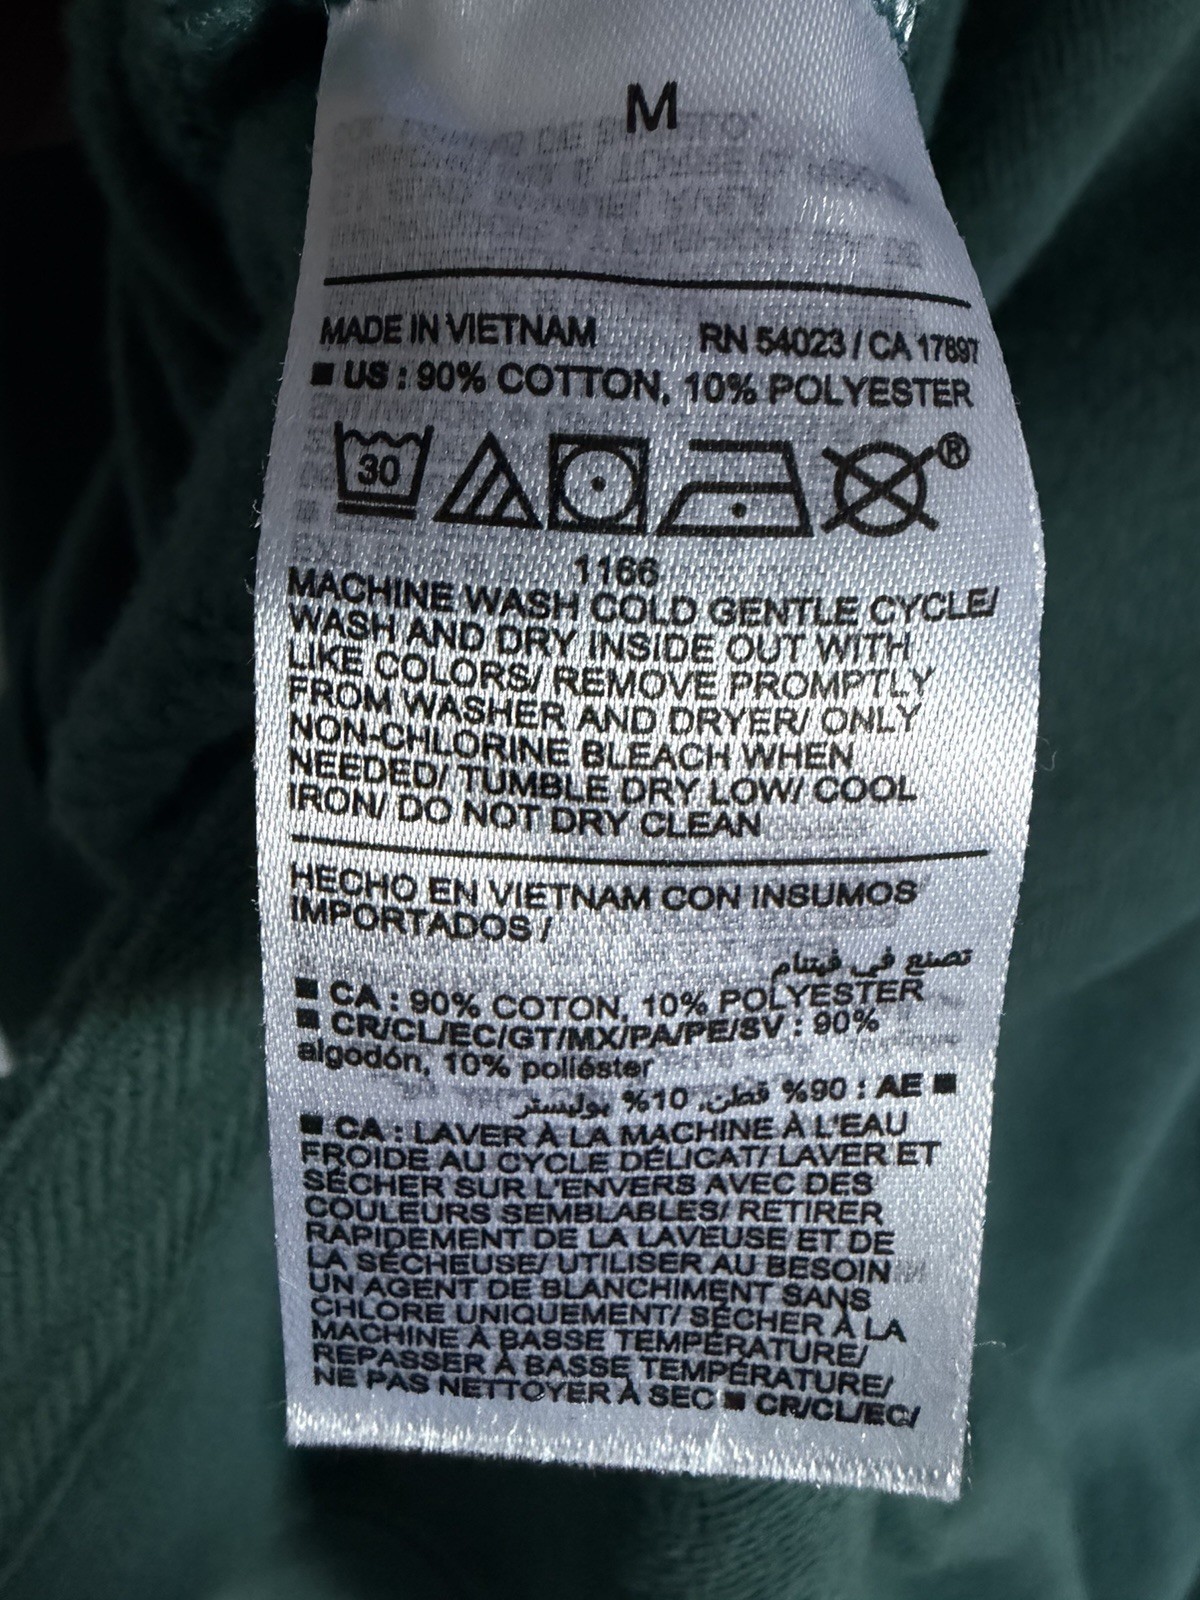 M
MADE IN VIETNAM RN 54023 / CA 17897
■ US : 90% COTTON, 10% POLYESTER
30
®
1166
MACHINE WASH COLD GENTLE CYCLE/
WASH AND DRY INSIDE OUT WITH
LIKE COLORS/ REMOVE PROMPTLY
FROM WASHER AND DRYER/ ONLY
NON-CHLORINE BLEACH WHEN
NEEDED/ TUMBLE DRY LOW/ COOL
IRON/ DO NOT DRY CLEAN
HECHO EN VIETNAM CON INSUMOS
IMPORTADOS /
تصنع في فيتنام
■ CA : 90% COTON, 10% POLYESTER
■ CR/CL/EC/GT/MX/PA/PE/SV : 90%
algodón, 10% poliéster
■ AE : 90% قطن, 10% بوليستر
■ CA : LAVER À LA MACHINE À L'EAU
FROIDE AU CYCLE DÉLICAT/ LAVER ET
SÉCHER SUR L'ENVERS AVEC DES
COULEURS SEMBLABLES/ RETIRER
RAPIDEMENT DE LA LAVEUSE ET DE
LA SÉCHEUSE/ UTILISER AU BESOIN
UN AGENT DE BLANCHIMENT SANS
CHLORE UNIQUEMENT/ SÉCHER À LA
MACHINE À BASSE TEMPÉRATURE/
REPASSER À BASSE TEMPÉRATURE/
NE PAS NETTOYER À SEC ■ CR/CL/EC/